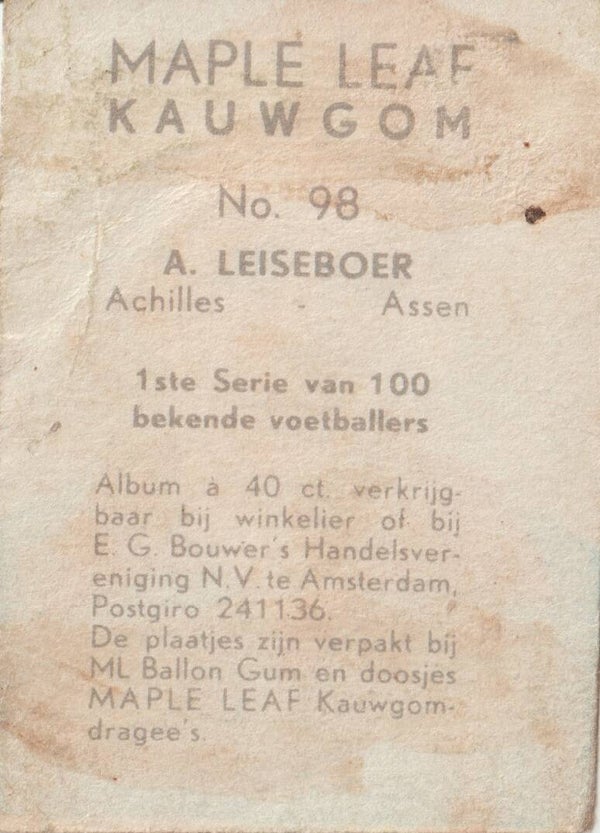 MAPLE LEAF
KAUWGOM
No. 98
A. LEISEBOER
Achilles - Assen
1ste Serie van 100
bekende voetballers
Album à 40 ct. verkrijg-
baar bij winkelier of bij
E. G. Bouwer's Handelsver-
eniging N.V. te Amsterdam,
Postgiro 241136.
De plaatjes zijn verpakt bij
ML Ballon Gum en doosjes
MAPLE LEAF Kauwgom-
dragee's.